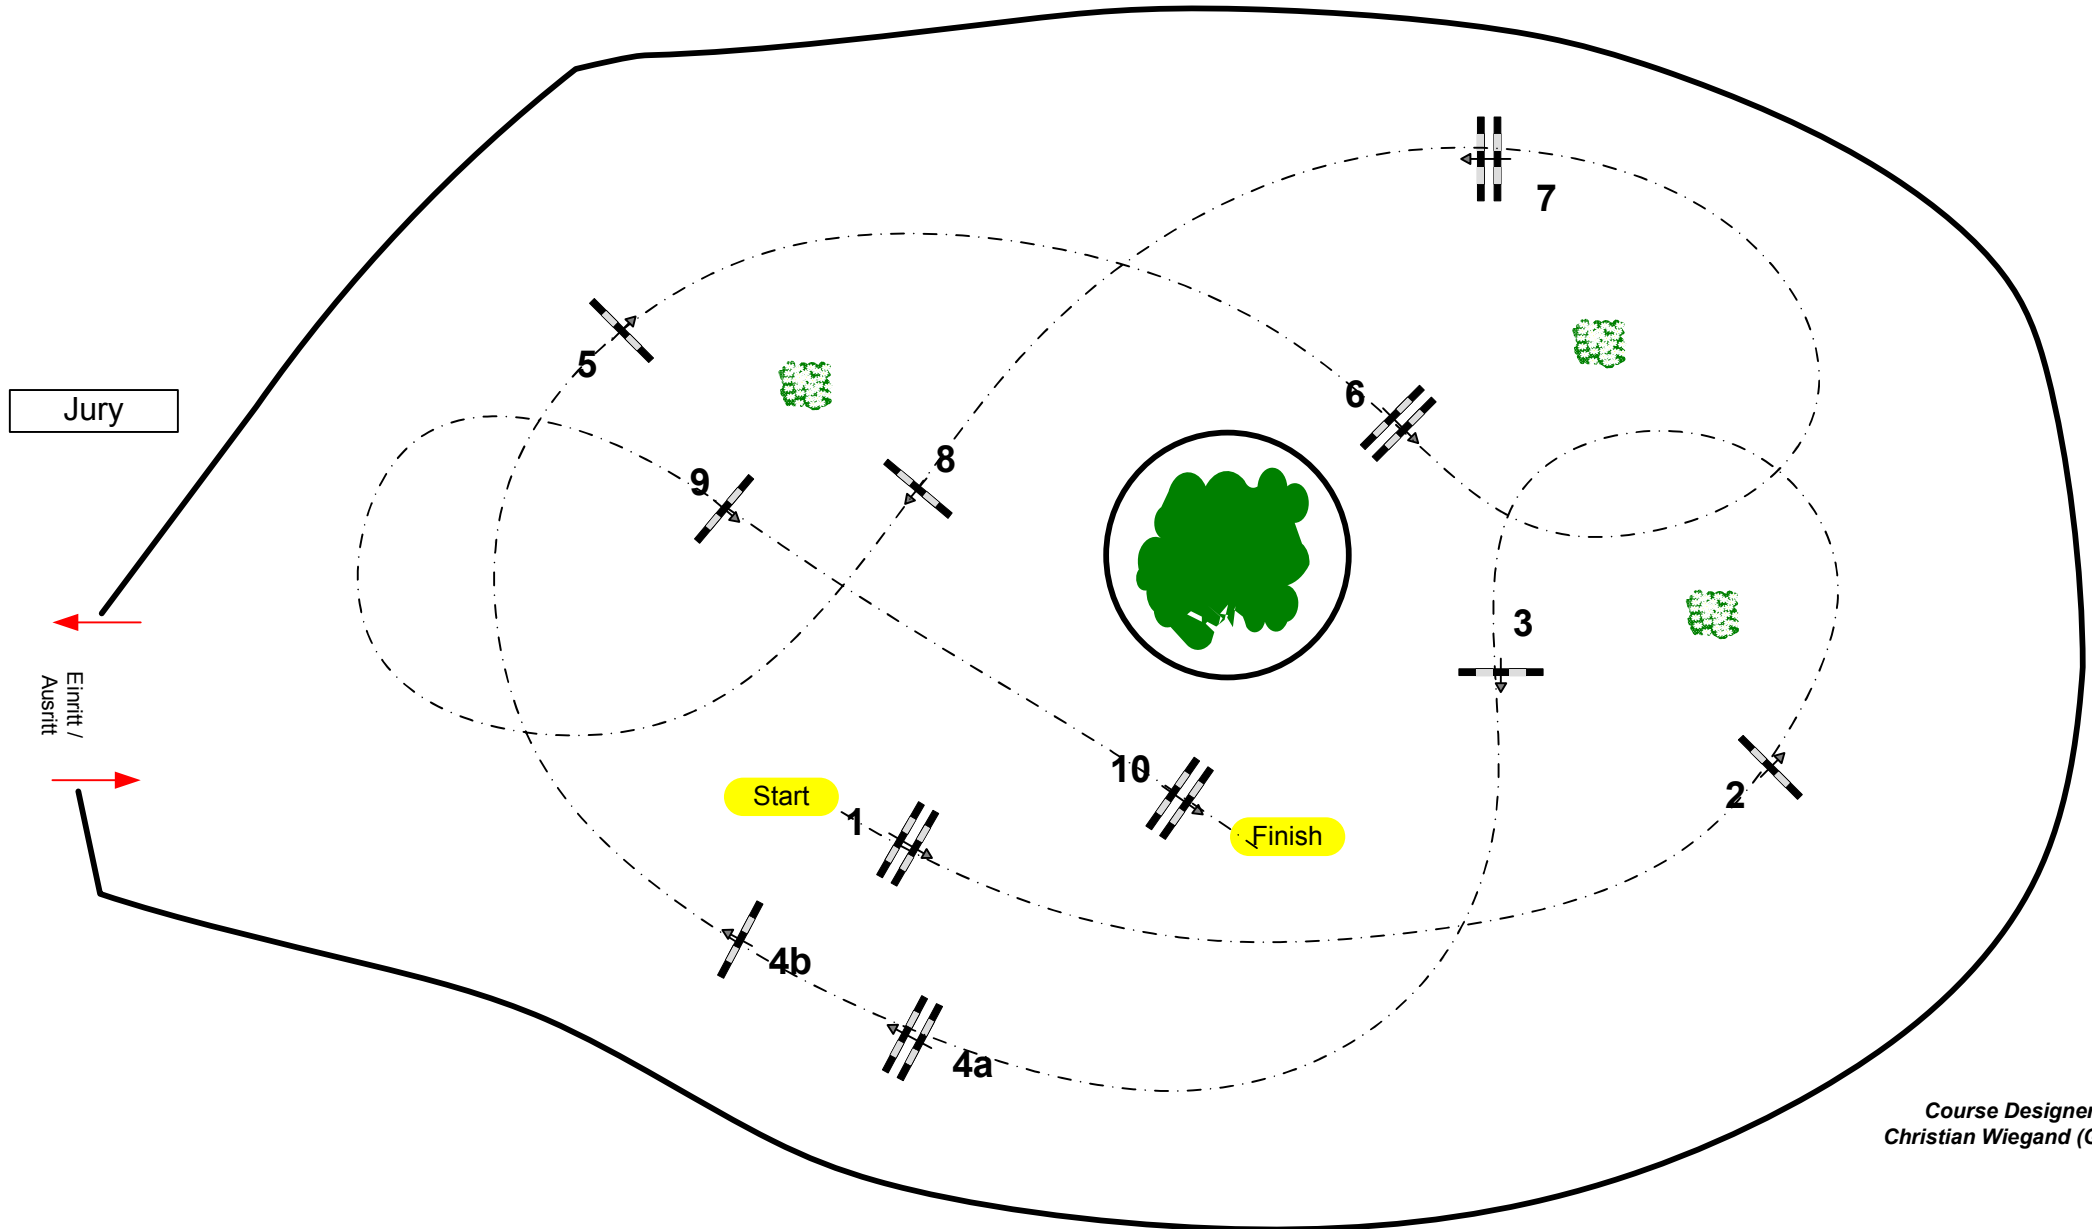 7
5
6
Jury
8
9
3
Einritt /
Ausritt
10
Start
1
2
Finish
4b
4a
Course Designer
Christian Wiegand (